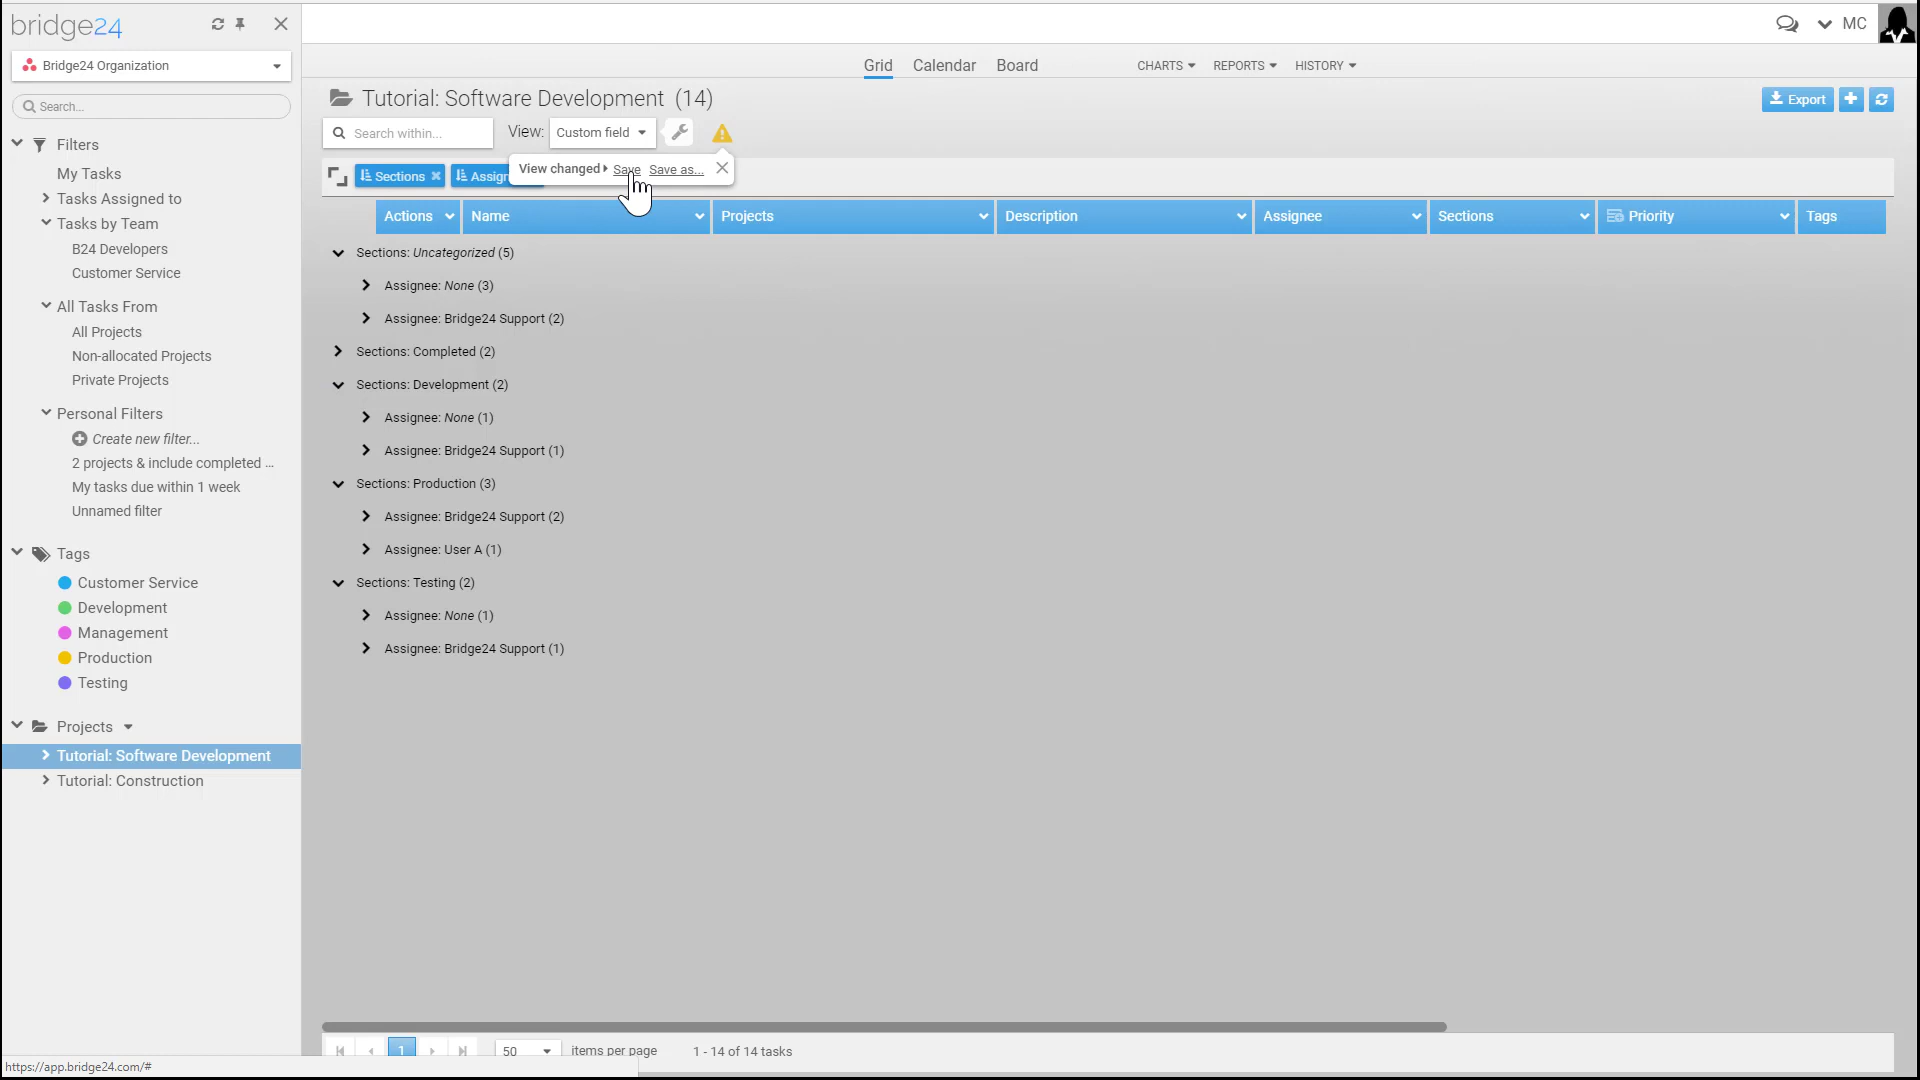 bridge24
MC
Bridge24 Organization
Search...
Grid Calendar Board CHARTS REPORTS HISTORY
Tutorial: Software Development (14)
Export
Search within...
View: Custom field
View changed Save Save as...
Sections
Assign
Actions Name Projects Description Assignee Sections Priority Tags
Sections: Uncategorized (5)
Assignee: None (3)
Assignee: Bridge24 Support (2)
Sections: Completed (2)
Sections: Development (2)
Assignee: None (1)
Assignee: Bridge24 Support (1)
Sections: Production (3)
Assignee: Bridge24 Support (2)
Assignee: User A (1)
Sections: Testing (2)
Assignee: None (1)
Assignee: Bridge24 Support (1)
Filters
My Tasks
Tasks Assigned to
Tasks by Team
B24 Developers
Customer Service
All Tasks From
All Projects
Non-allocated Projects
Private Projects
Personal Filters
Create new filter...
2 projects & include completed ...
My tasks due within 1 week
Unnamed filter
Tags
Customer Service
Development
Management
Production
Testing
Projects
Tutorial: Software Development
Tutorial: Construction
1 50 items per page 1 - 14 of 14 tasks
https://app.bridge24.com/#